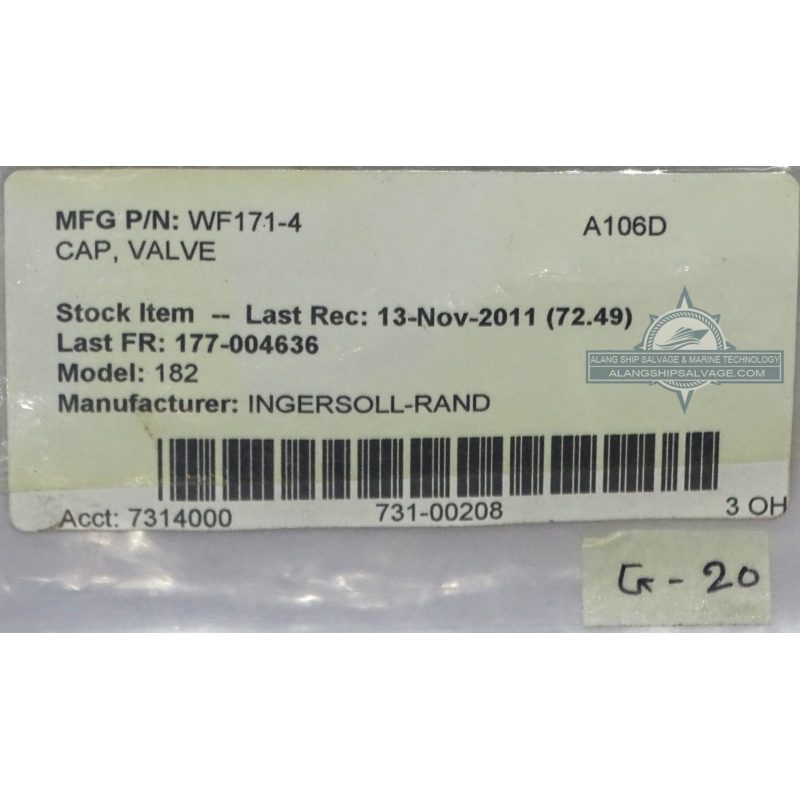 MFG P/N: WF171-4
A106D
CAP, VALVE
Stock Item -- Last Rec: 13-Nov-2011 (72.49)
Last FR: 177-004636
Model: 182
Manufacturer: INGERSOLL-RAND
ALANG SHIP SALVAGE & MARINE TECHNOLOGY
ALANGSHIPSALVAGE.COM
Acct: 7314000
731-00208
3 OH
G-20